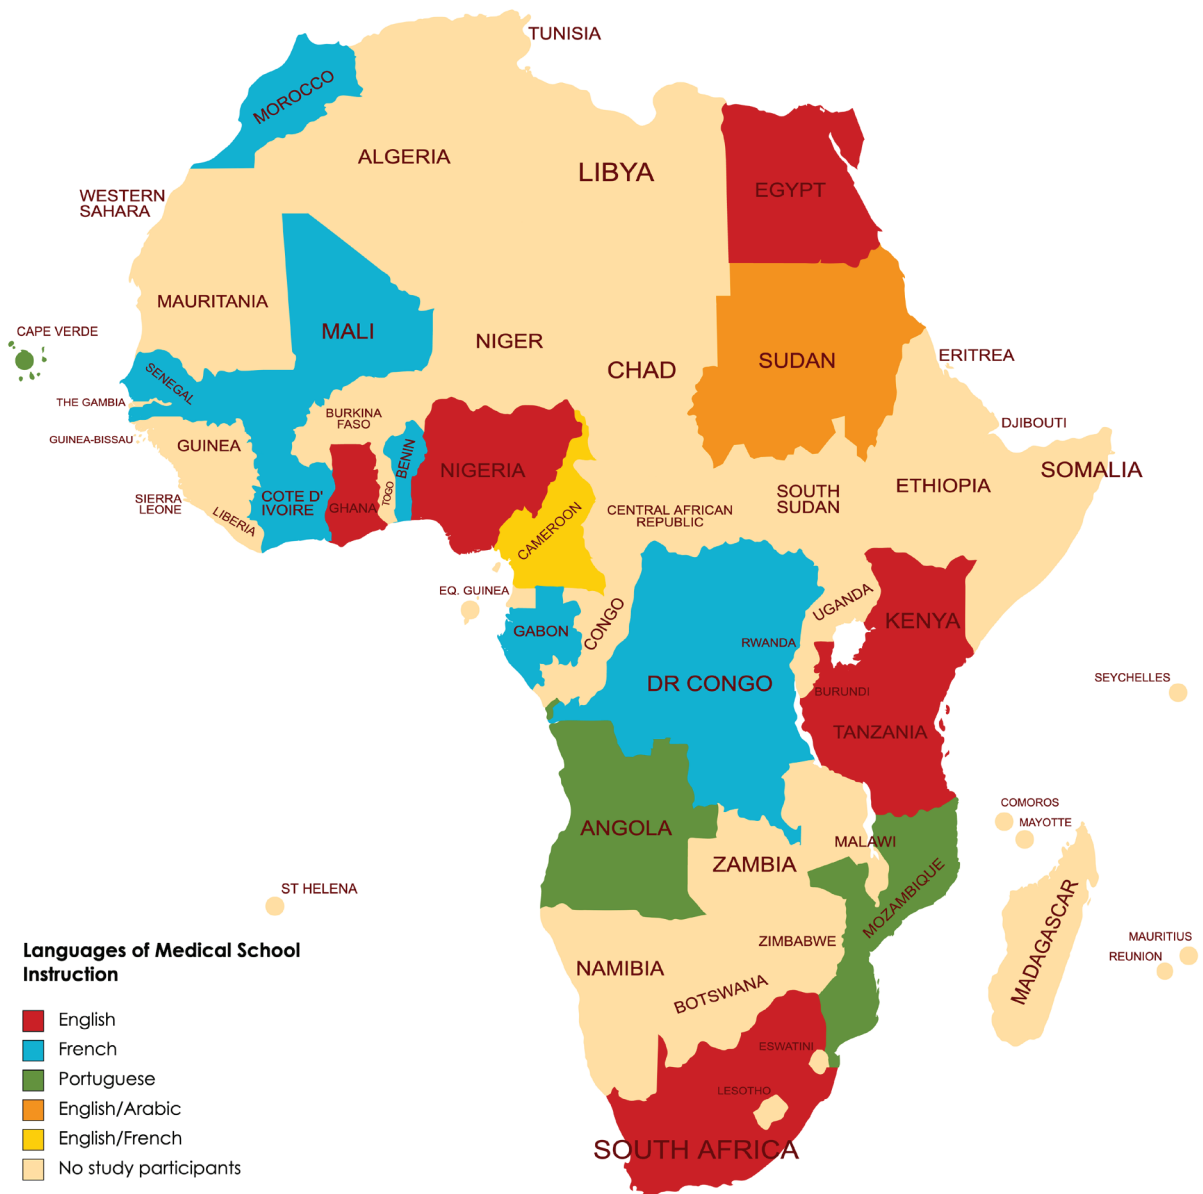 TUNISIA
MOROCCO
ALGERIA
LIBYA
EGYPT
WESTERN
SAHARA
MAURITANIA
CAPE VERDE
MALI
NIGER
CHAD
SUDAN
ERITREA
SENEGAL
THE GAMBIA
GUINEA-BISSAU
GUINEA
BURKINA
FASO
BENIN
NIGERIA
DJIBOUTI
SOMALIA
ETHIOPIA
SIERRA
LEONE
LIBERIA
COTE D'
IVOIRE
GHANA
TOGO
CAMEROON
CENTRAL AFRICAN
REPUBLIC
SOUTH
SUDAN
EQ. GUINEA
GABON
CONGO
UGANDA
KENYA
RWANDA
DR CONGO
BURUNDI
TANZANIA
SEYCHELLES
ANGOLA
ZAMBIA
MALAWI
COMOROS
MAYOTTE
MOZAMBIQUE
ST HELENA
ZIMBABWE
MADAGASCAR
MAURITIUS
REUNION
NAMIBIA
BOTSWANA
ESWATINI
LESOTHO
SOUTH AFRICA
Languages of Medical School
Instruction
English
French
Portuguese
English/Arabic
English/French
No study participants